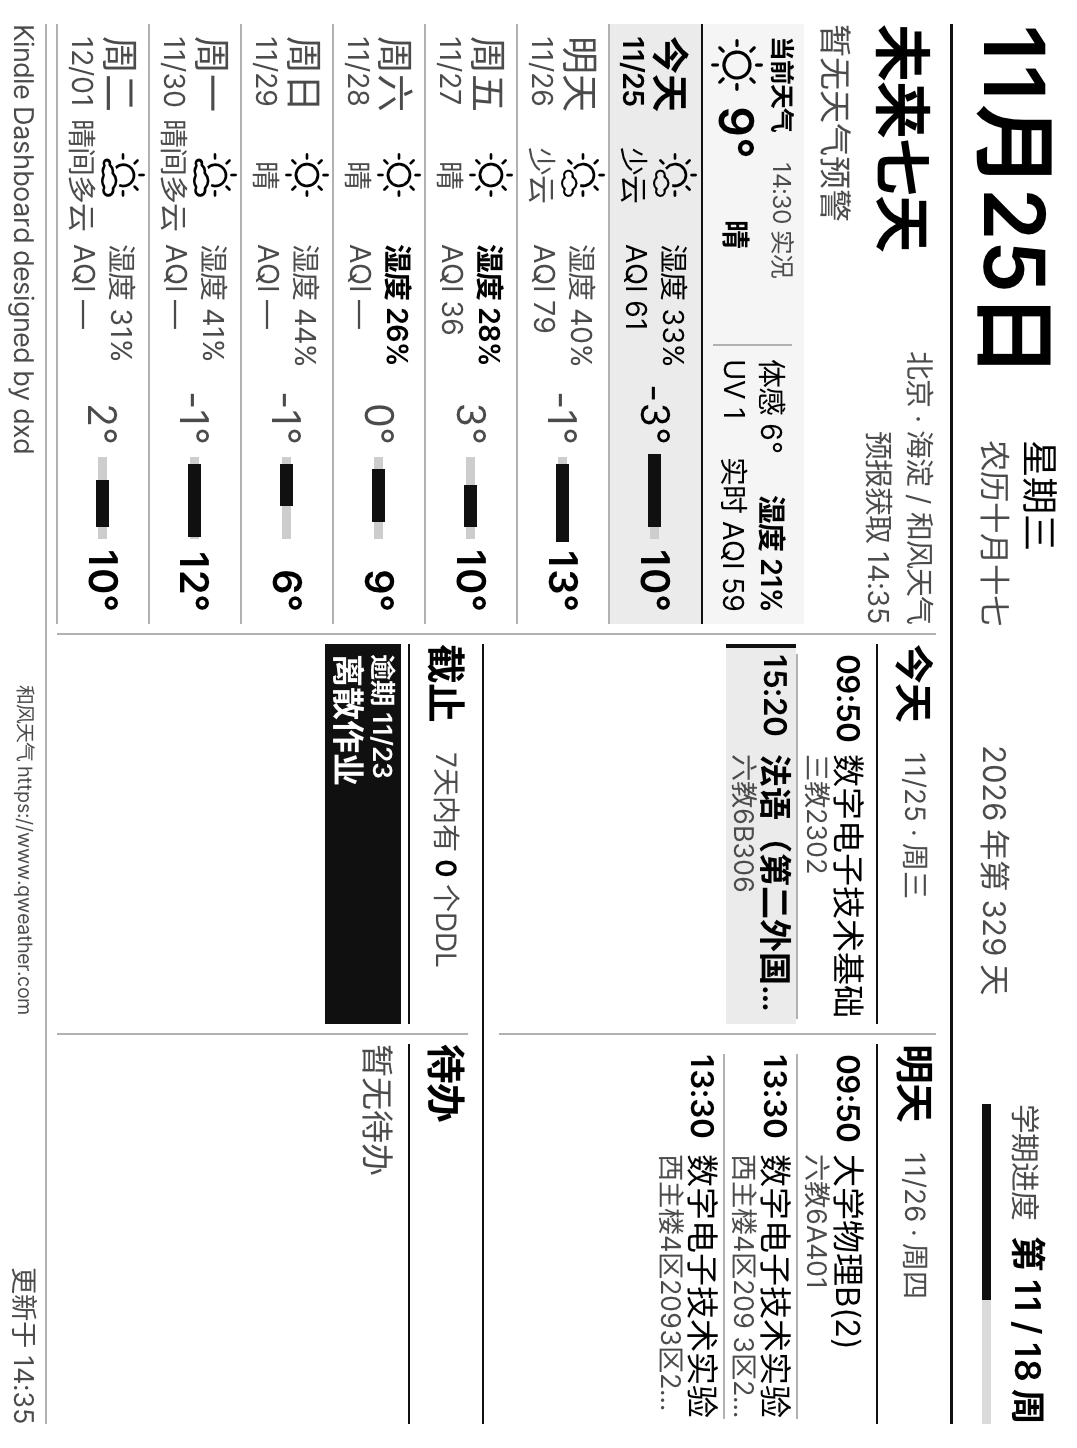 11月25日
星期三
农历十月十七
2026 年第 329 天
学期进度 第 11 / 18 周
未来七天
北京 · 海淀 / 和风天气
暂无天气预警
预报获取 14:35
当前天气 14:30 实况
9° 晴
体感 6° 湿度 21%
UV 1 实时 AQI 59
今天
11/25
少云
湿度 33%
AQI 61
-3° 10°
明天
11/26
少云
湿度 40%
AQI 79
-1° 13°
周五
11/27
晴
湿度 28%
AQI 36
3° 10°
周六
11/28
晴
湿度 26%
AQI —
0° 9°
周日
11/29
晴
湿度 44%
AQI —
-1° 6°
周一
11/30
晴间多云
湿度 41%
AQI —
-1° 12°
周二
12/01
晴间多云
湿度 31%
AQI —
2° 10°
今天 11/25 · 周三
09:50 数字电子技术基础
三教2302
15:20 法语（第二外国...
六教6B306
明天 11/26 · 周四
09:50 大学物理B(2)
六教6A401
13:30 数字电子技术实验
西主楼4区209 3区2...
13:30 数字电子技术实验
西主楼4区2093区2...
截止 7天内有 0 个DDL
逾期 11/23
离散作业
待办
暂无待办
Kindle Dashboard designed by dxd
和风天气 https://www.qweather.com
更新于 14:35